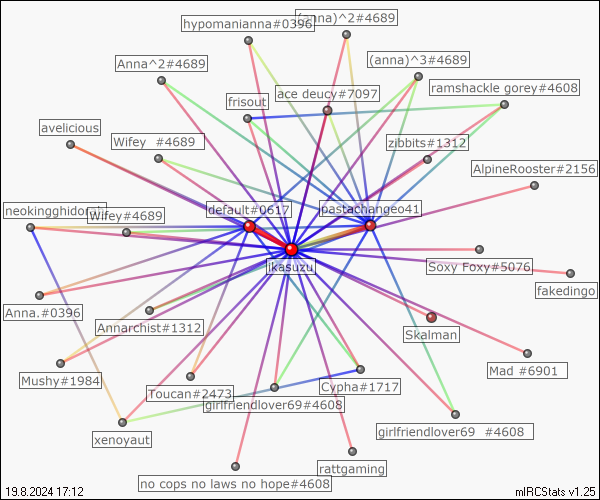 hypomanianna#0396
(anna)^2#4689
Anna^2#4689
(anna)^3#4689
ace deucy#7097
ramshackle gorey#4608
frisout
avelicious
Wifey #4689
zibbits#1312
AlpineRooster#2156
neokingghidorah
Wifey#4689
default#0617
pastachangeo41
jkasuzu
Soxy Foxy#5076
fakedingo
Anna.#0396
Annarchist#1312
Skalman
Mad #6901
Mushy#1984
Toucan#2473
Cypha#1717
girlfriendlover69#4608
girlfriendlover69 #4608
xenoyaut
rattgaming
no cops no laws no hope#4608
19.8.2024 17:12
mIRCStats v1.25